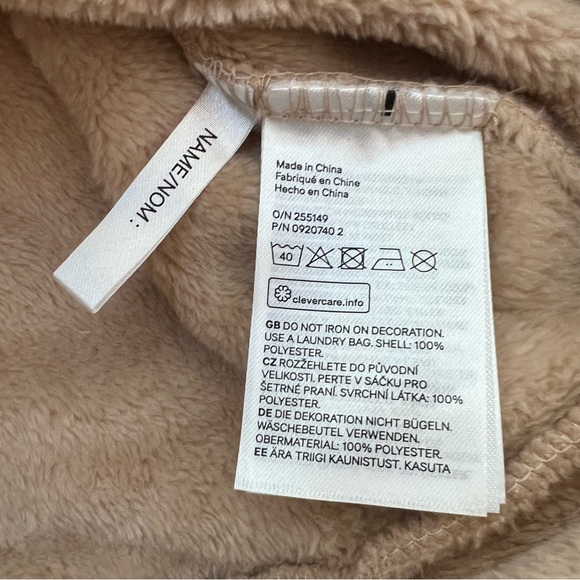 NAME/NOM :
Made in China
Fabriqué en Chine
Hecho en China
O/N 255149
P/N 0920740 2
40
clevercare.info
GB DO NOT IRON ON DECORATION.
USE A LAUNDRY BAG. SHELL: 100%
POLYESTER.
CZ ROZŽEHLETE DO PŮVODNÍ
VELIKOSTI. PERTE V SÁČKU PRO
ŠETRNÉ PRANÍ. SVRCHNÍ LÁTKA: 100%
POLYESTER.
DE DIE DEKORATION NICHT BÜGELN.
WÄSCHEBEUTEL VERWENDEN.
OBERMATERIAL: 100% POLYESTER.
EE ÄRA TRIIGI KAUNISTUST. KASUTA